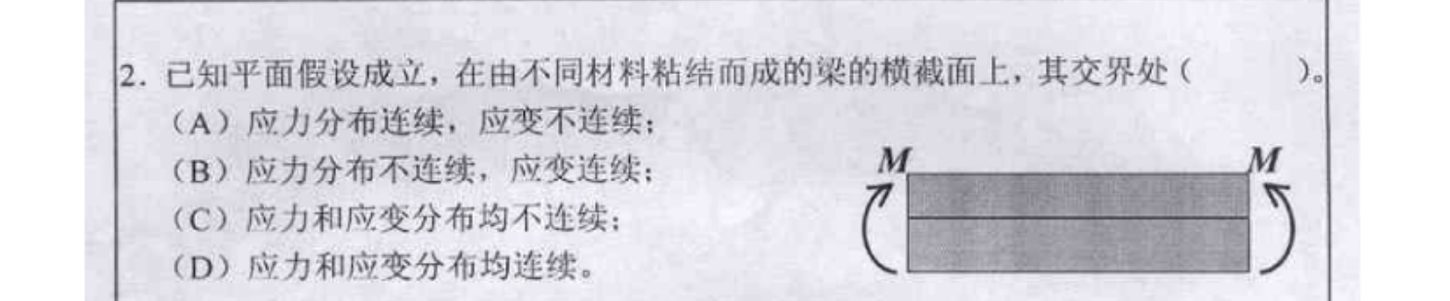 2. 已知平面假设成立，在由不同材料粘结而成的梁的横截面上，其交界处（　　）。
（A）应力分布连续，应变不连续；
（B）应力分布不连续，应变连续；
（C）应力和应变分布均不连续；
（D）应力和应变分布均连续。
M M